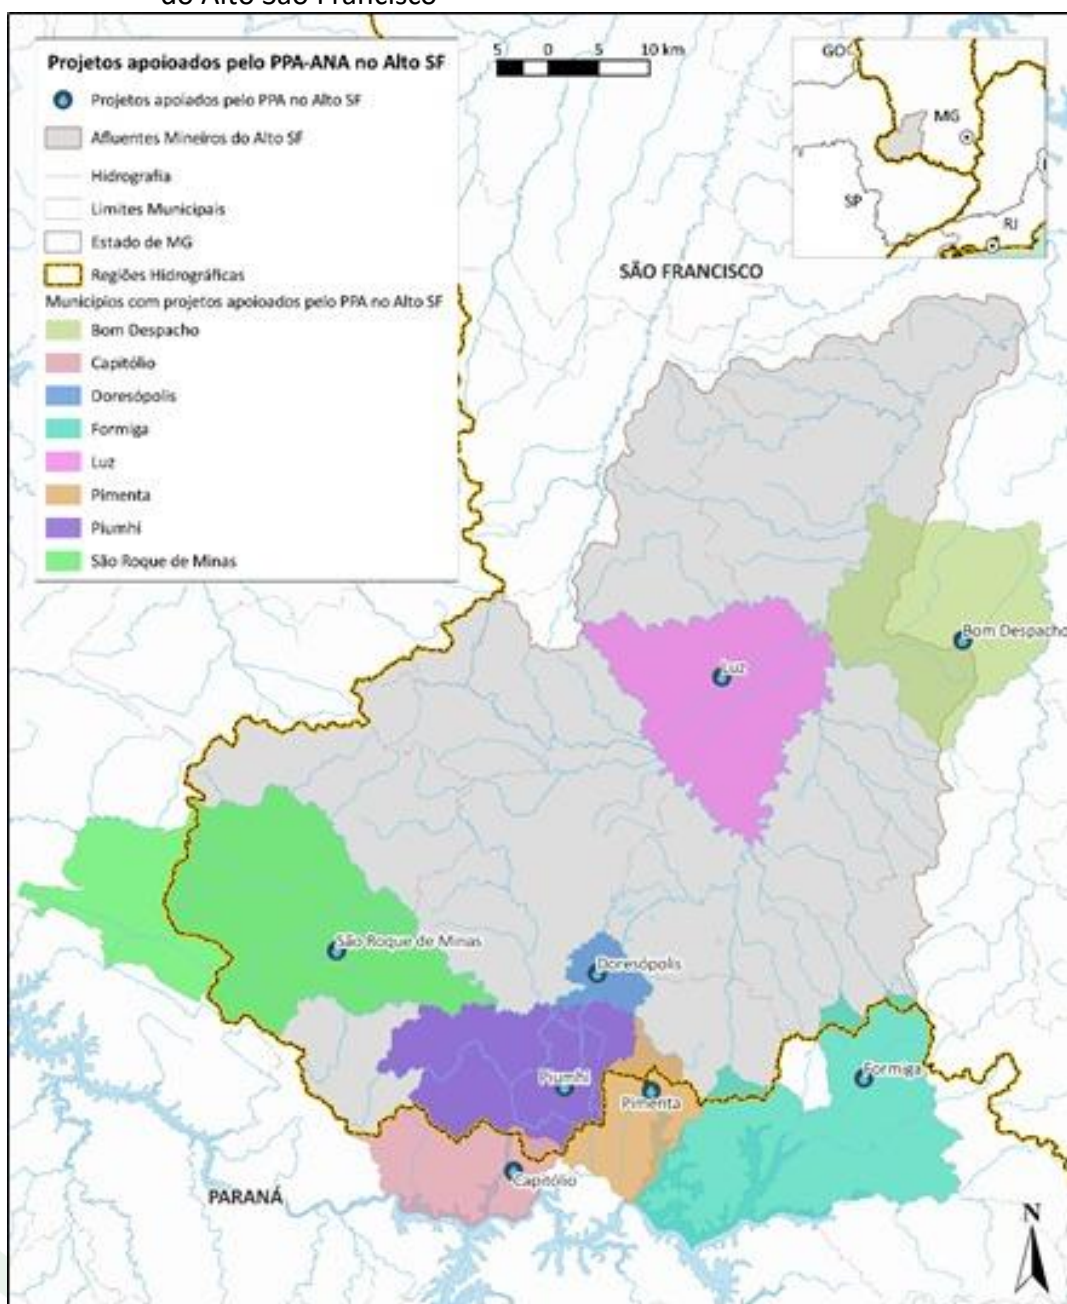 do Alto São Francisco
Projetos apoioados pelo PPA-ANA no Alto SF
Projetos apoiados pelo PPA no Alto SF
Afluentes Mineiros do Alto SF
Hidrografia
Limites Municipais
Estado de MG
Regiões Hidrográficas
Municípios com projetos apoioados pelo PPA no Alto SF
Bom Despacho
Capitólio
Doresópolis
Formiga
Luz
Pimenta
Piumhi
São Roque de Minas
5 0 5 10 km
GO
MG
SP
RJ
SÃO FRANCISCO
Bom Despacho
Luz
São Roque de Minas
Doresópolis
Piumhi
Pimenta
Formiga
Capitólio
PARANÁ
N